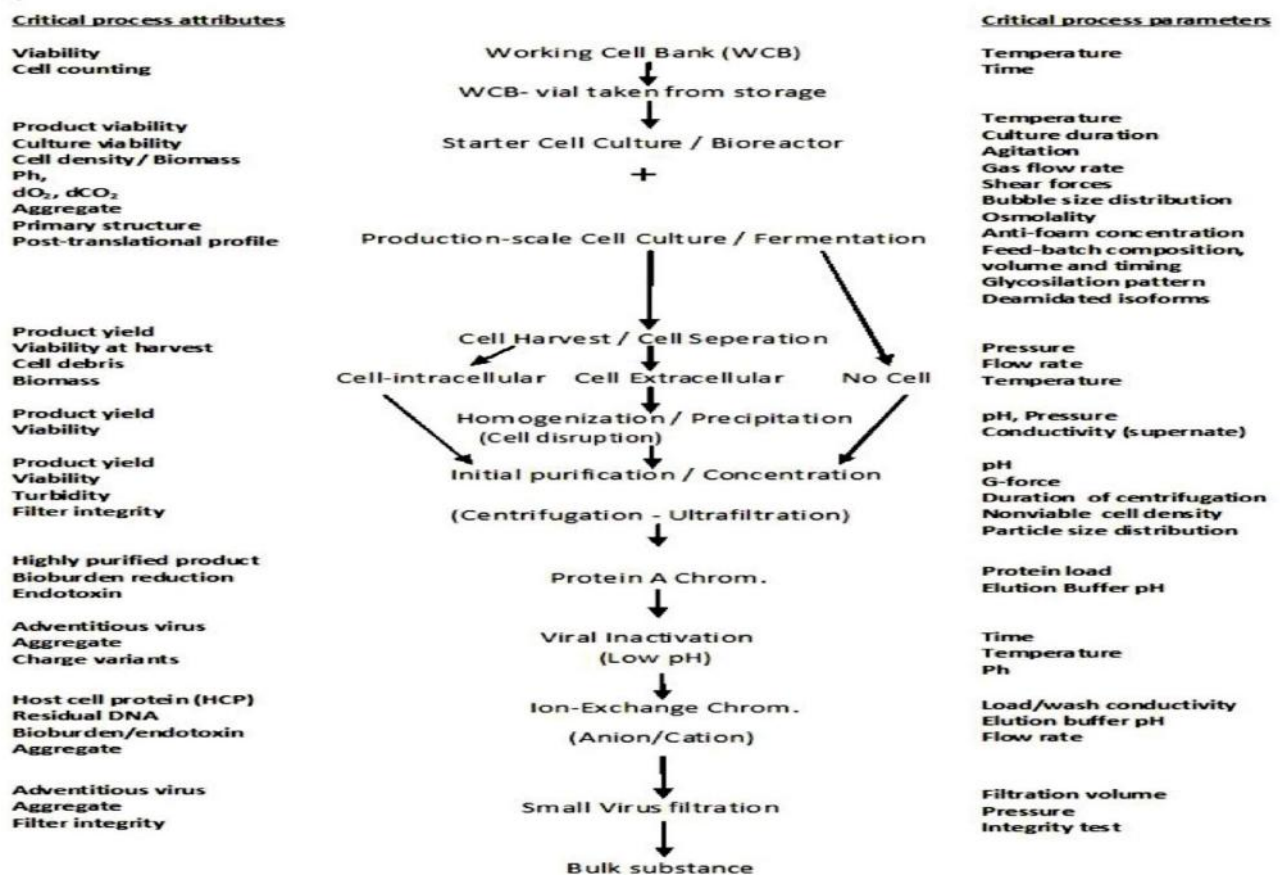 Critical process attributes
Critical process parameters
Viability
Cell counting
Working Cell Bank (WCB)
Temperature
Time
WCB- vial taken from storage
Product viability
Culture viability
Cell density / Biomass
Ph,
dO₂, dCO₂
Aggregate
Primary structure
Post-translational profile
Starter Cell Culture / Bioreactor
+
Production-scale Cell Culture / Fermentation
Temperature
Culture duration
Agitation
Gas flow rate
Shear forces
Bubble size distribution
Osmolality
Anti-foam concentration
Feed-batch composition,
volume and timing
Glycosilation pattern
Deamidated isoforms
Product yield
Viability at harvest
Cell debris
Biomass
Cell Harvest / Cell Seperation
Cell-intracellular
Cell Extracellular
No Cell
Pressure
Flow rate
Temperature
Product yield
Viability
Homogenization / Precipitation
(Cell disruption)
pH, Pressure
Conductivity (supernate)
Product yield
Viability
Turbidity
Filter integrity
Initial purification / Concentration
(Centrifugation - Ultrafiltration)
pH
G-force
Duration of centrifugation
Nonviable cell density
Particle size distribution
Highly purified product
Bioburden reduction
Endotoxin
Protein A Chrom.
Protein load
Elution Buffer pH
Adventitious virus
Aggregate
Charge variants
Viral Inactivation
(Low pH)
Time
Temperature
Ph
Host cell protein (HCP)
Residual DNA
Bioburden/endotoxin
Aggregate
Ion-Exchange Chrom.
(Anion/Cation)
Load/wash conductivity
Elution buffer pH
Flow rate
Adventitious virus
Aggregate
Filter integrity
Small Virus filtration
Filtration volume
Pressure
Integrity test
Bulk substance